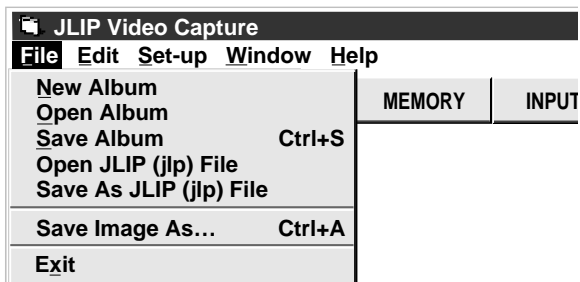 JLIP Video Capture
File Edit Set-up Window Help
New Album
Open Album
Save Album Ctrl+S
Open JLIP (jlp) File
Save As JLIP (jlp) File
Save Image As... Ctrl+A
Exit
MEMORY INPUT